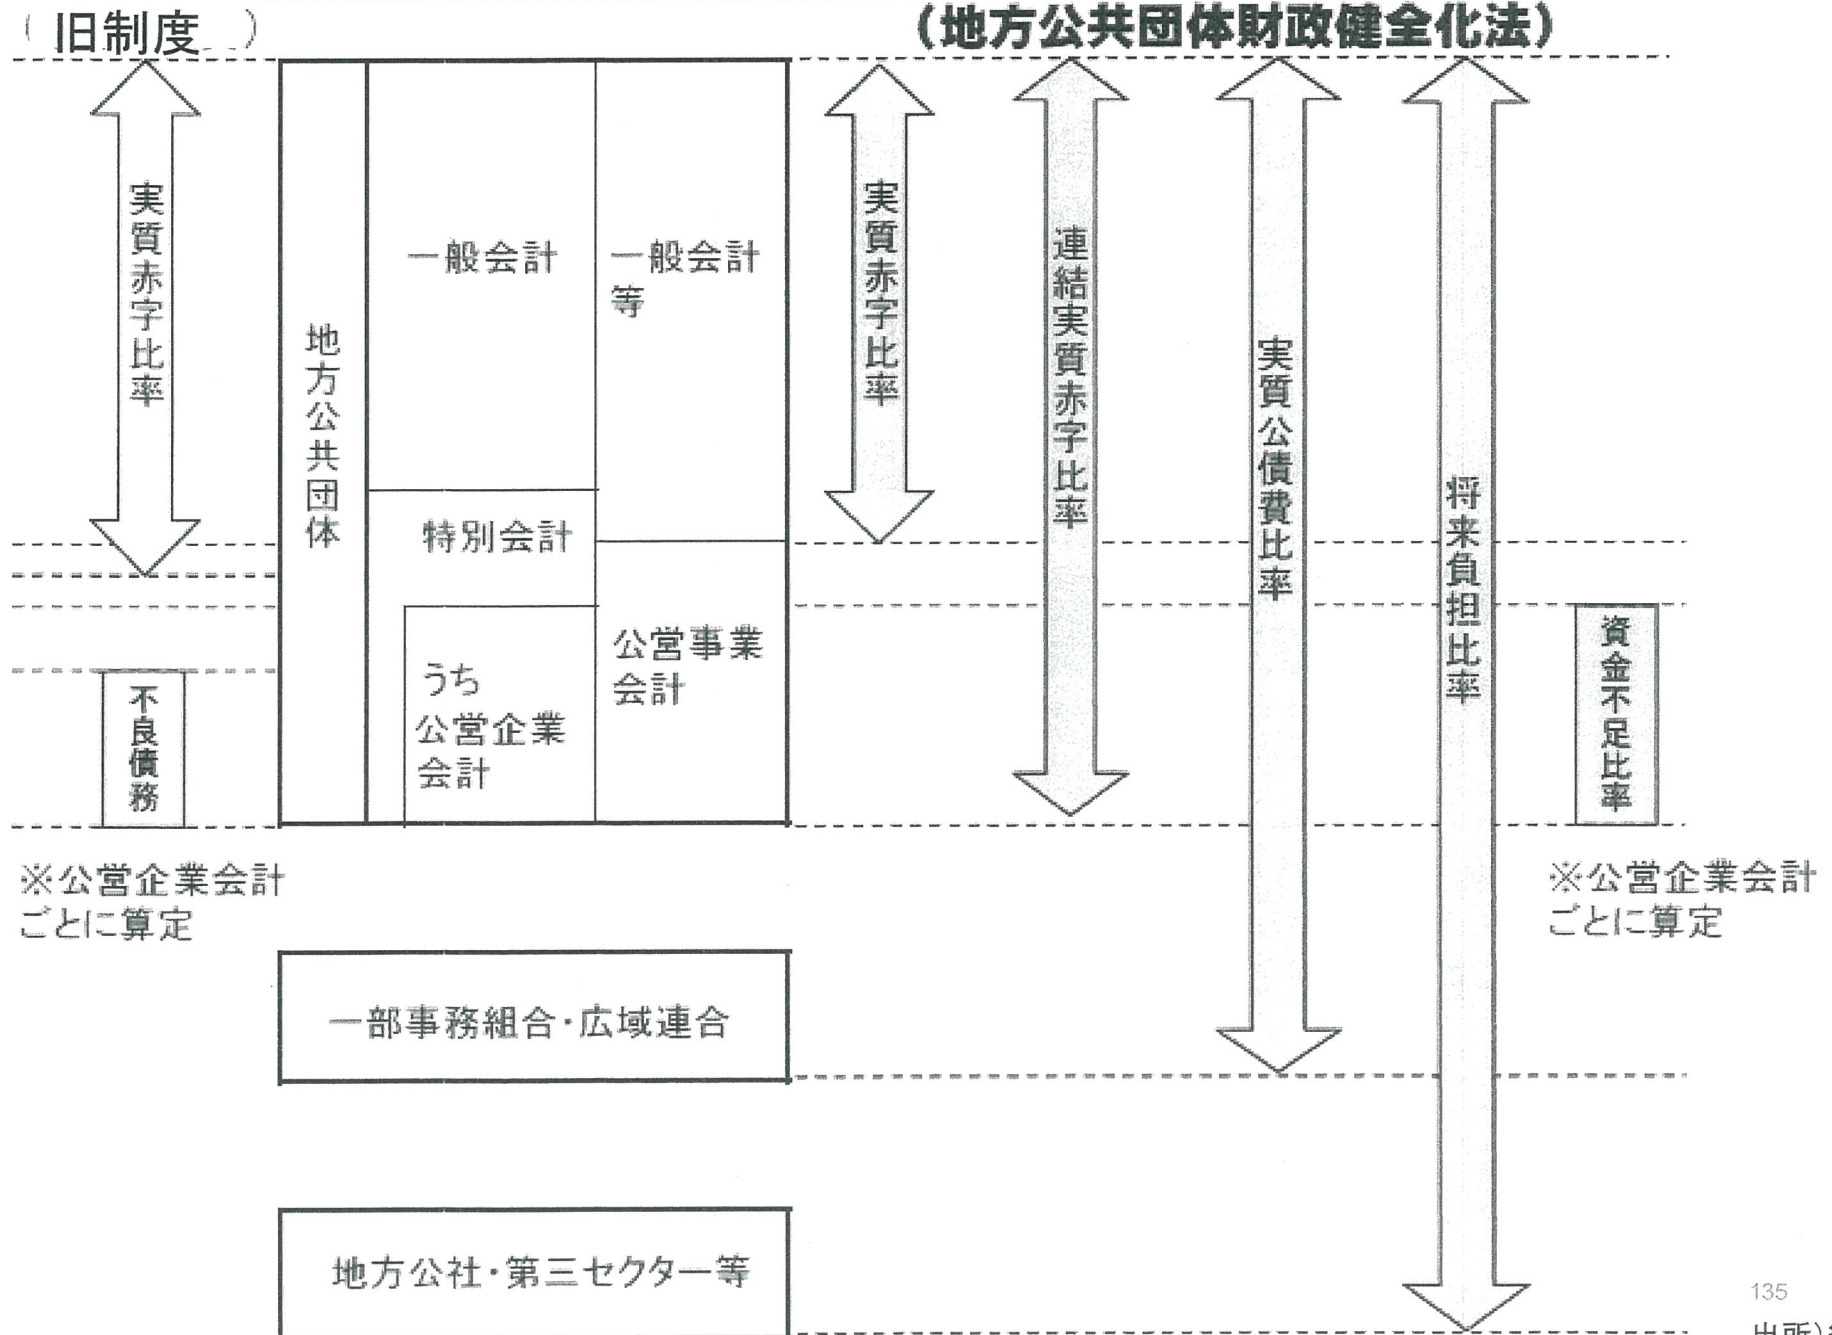 （旧制度）
（地方公共団体財政健全化法）
実質赤字比率
地方公共団体
一般会計
一般会計
等
特別会計
うち
公営企業
会計
公営事業
会計
実質赤字比率
連結実質赤字比率
実質公債費比率
将来負担比率
資金不足比率
不良債務
※公営企業会計
ごとに算定
※公営企業会計
ごとに算定
一部事務組合・広域連合
地方公社・第三セクター等
135
出所)